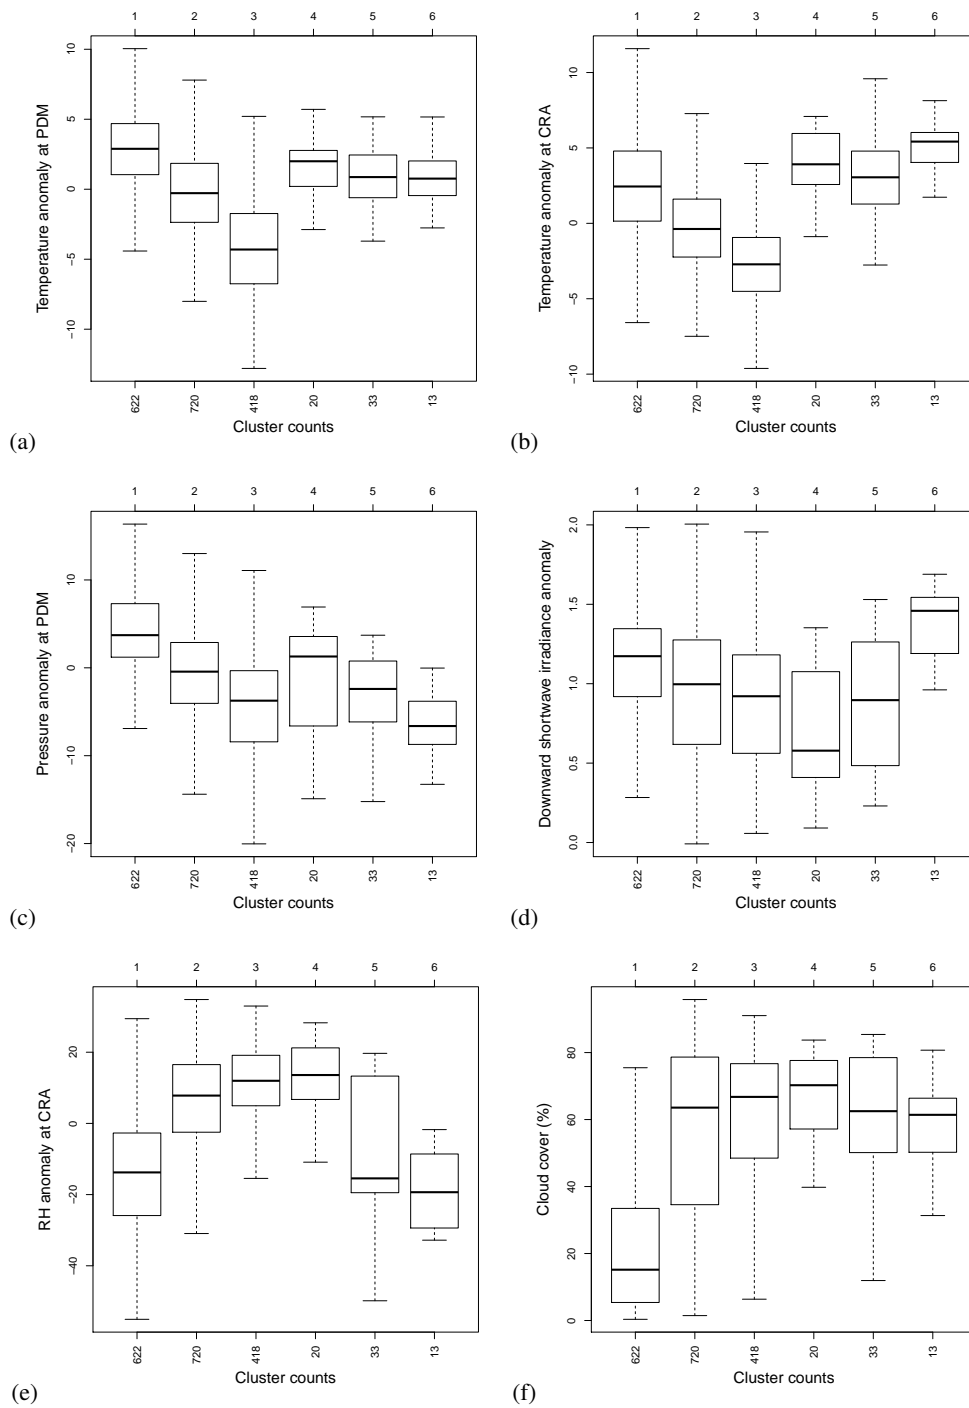 1 2 3 4 5 6
Temperature anomaly at PDM
10
5
0
−5
−10
622 720 418 20 33 13
Cluster counts
(a)
1 2 3 4 5 6
Temperature anomaly at CRA
10
5
0
−5
−10
622 720 418 20 33 13
Cluster counts
(b)
1 2 3 4 5 6
Pressure anomaly at PDM
10
0
−10
−20
622 720 418 20 33 13
Cluster counts
(c)
1 2 3 4 5 6
Downward shortwave irradiance anomaly
2.0
1.5
1.0
0.5
0.0
622 720 418 20 33 13
Cluster counts
(d)
1 2 3 4 5 6
RH anomaly at CRA
20
0
−20
−40
622 720 418 20 33 13
Cluster counts
(e)
1 2 3 4 5 6
Cloud cover (%)
80
60
40
20
0
622 720 418 20 33 13
Cluster counts
(f)